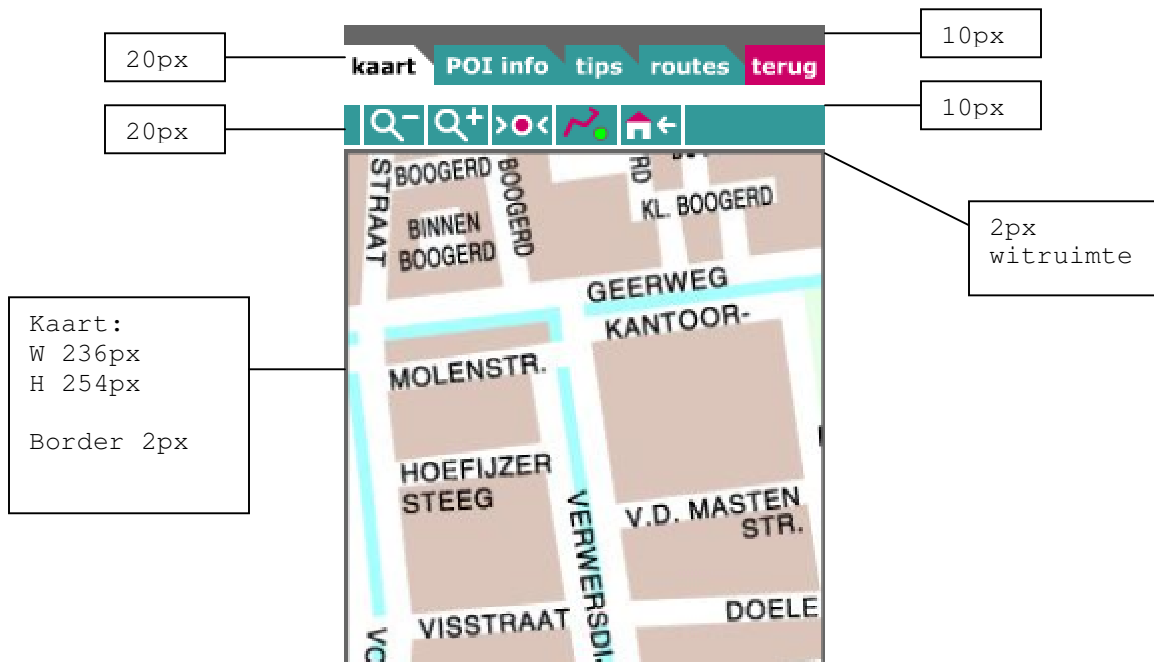 20px
10px
kaart POI info tips routes terug
20px
10px
STRAAT
BOOGERD
BOOGERD
BINNEN
BOOGERD
KL. BOOGERD
2px
witruimte
GEERWEG
KANTOOR-
Kaart:
W 236px
H 254px
Border 2px
MOLENSTR.
HOEFIJZER
STEEG
V.D. MASTEN
STR.
DOELE
VISSTRAAT